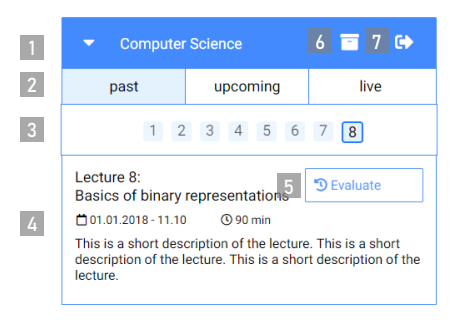 1 Computer Science 6 7
2 past upcoming live
3 1 2 3 4 5 6 7 8
Lecture 8:
Basics of binary representations 5 Evaluate
4 01.01.2018 - 11.10 90 min
This is a short description of the lecture. This is a short
description of the lecture. This is a short description of the
lecture.